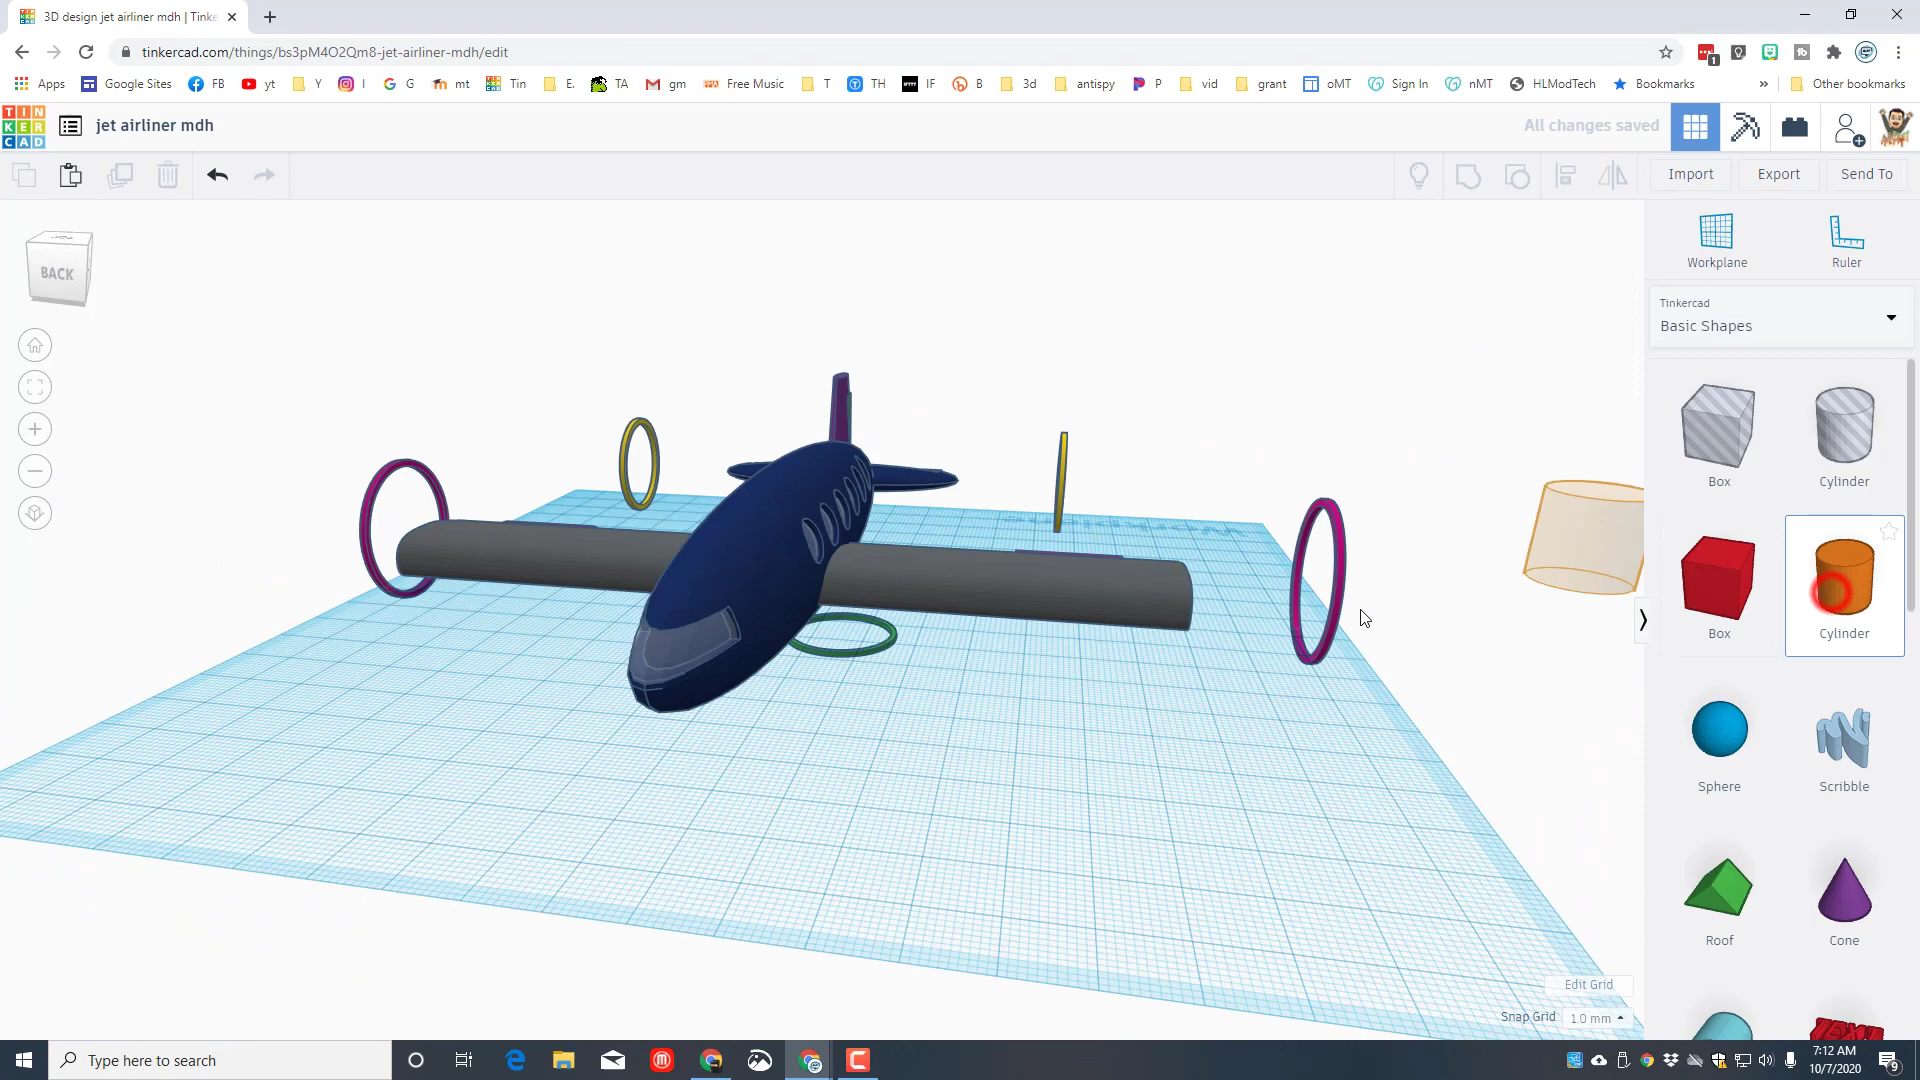 3D design jet airliner mdh | Tinke
tinkercad.com/things/bs3pM4O2Qm8-jet-airliner-mdh/edit
1
Apps Google Sites FB yt Y I G mt Tin E. TA gm Free Music T TH IF B 3d antispy P vid grant oMT Sign In nMT HLModTech Bookmarks » Other bookmarks
TIN
KER
CAD
jet airliner mdh
All changes saved
Import Export Send To
BACK
Workplane Ruler
Tinkercad
Basic Shapes
Box Cylinder
Box Cylinder
Sphere Scribble
Roof Cone
TEXT
Workplane
Edit Grid
Snap Grid 1.0 mm
Type here to search
7:12 AM
10/7/2020
9